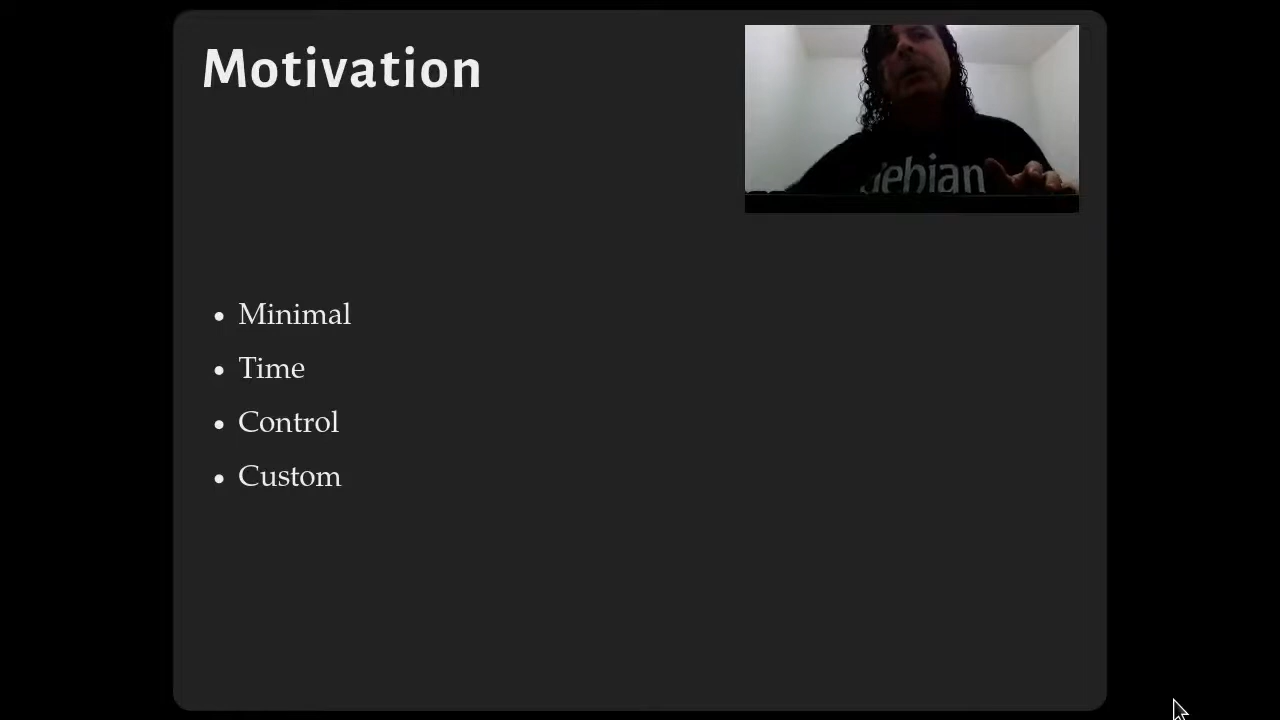 Motivation
debian
• Minimal
• Time
• Control
• Custom